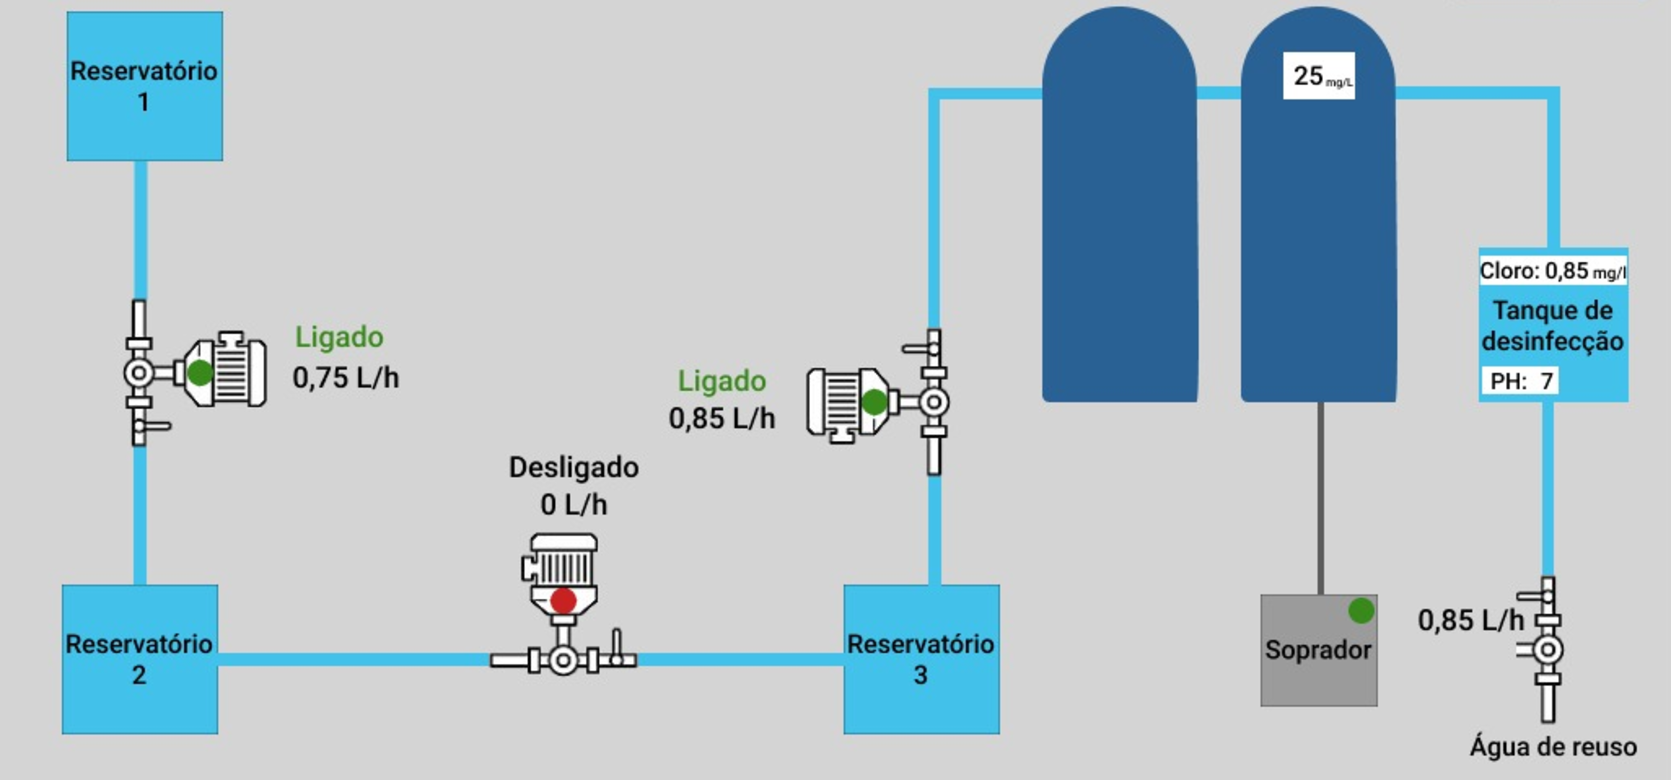 Reservatório
1
Ligado
0,75 L/h
Reservatório
2
Desligado
0 L/h
Ligado
0,85 L/h
Reservatório
3
25 mg/L
Soprador
Cloro: 0,85 mg/l
Tanque de
desinfecção
PH: 7
0,85 L/h
Água de reuso